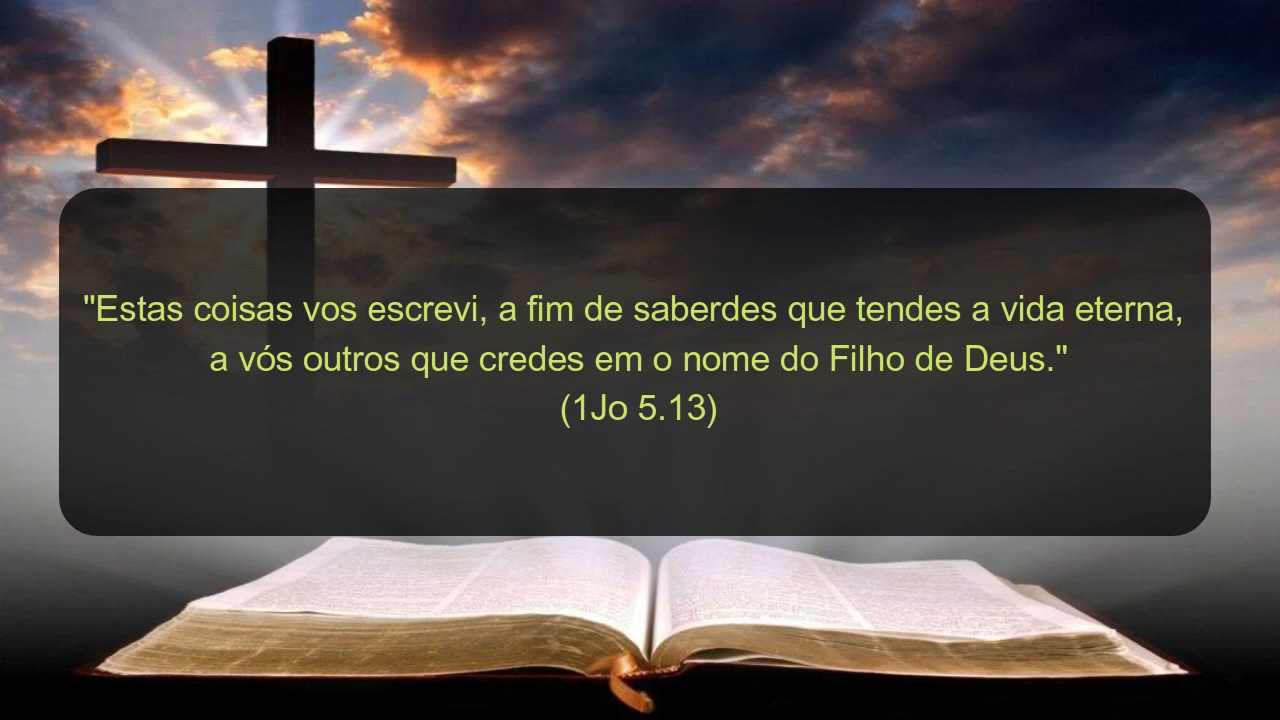 "Estas coisas vos escrevi, a fim de saberdes que tendes a vida eterna,
a vós outros que credes em o nome do Filho de Deus."
(1Jo 5.13)